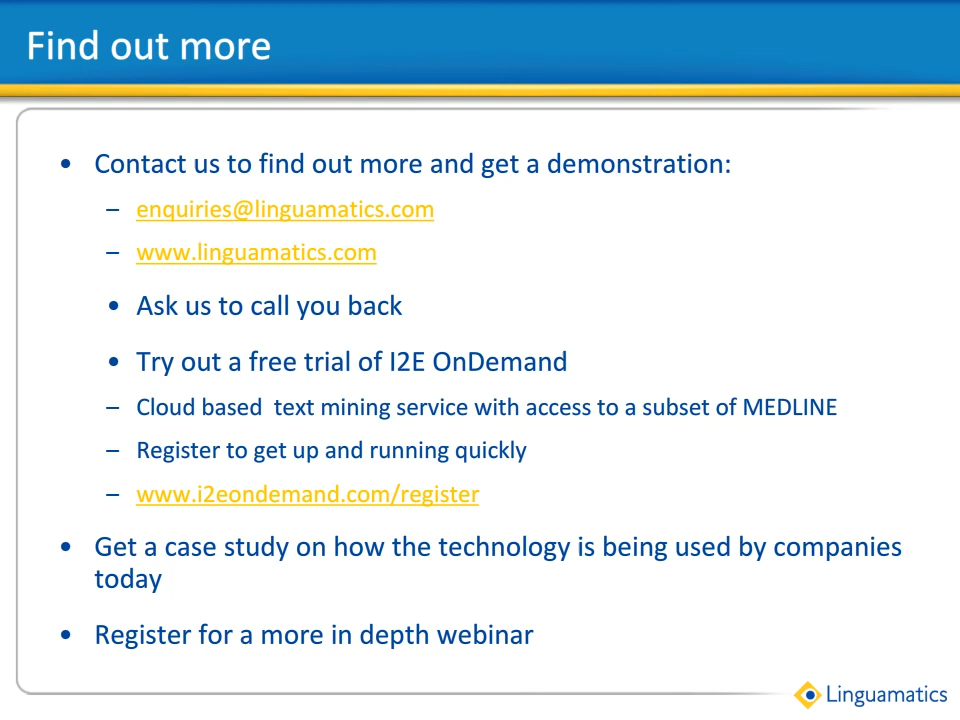 Find out more
• Contact us to find out more and get a demonstration:
– enquiries@linguamatics.com
– www.linguamatics.com
• Ask us to call you back
• Try out a free trial of I2E OnDemand
– Cloud based  text mining service with access to a subset of MEDLINE
– Register to get up and running quickly
– www.i2eondemand.com/register
• Get a case study on how the technology is being used by companies
today
• Register for a more in depth webinar
Linguamatics